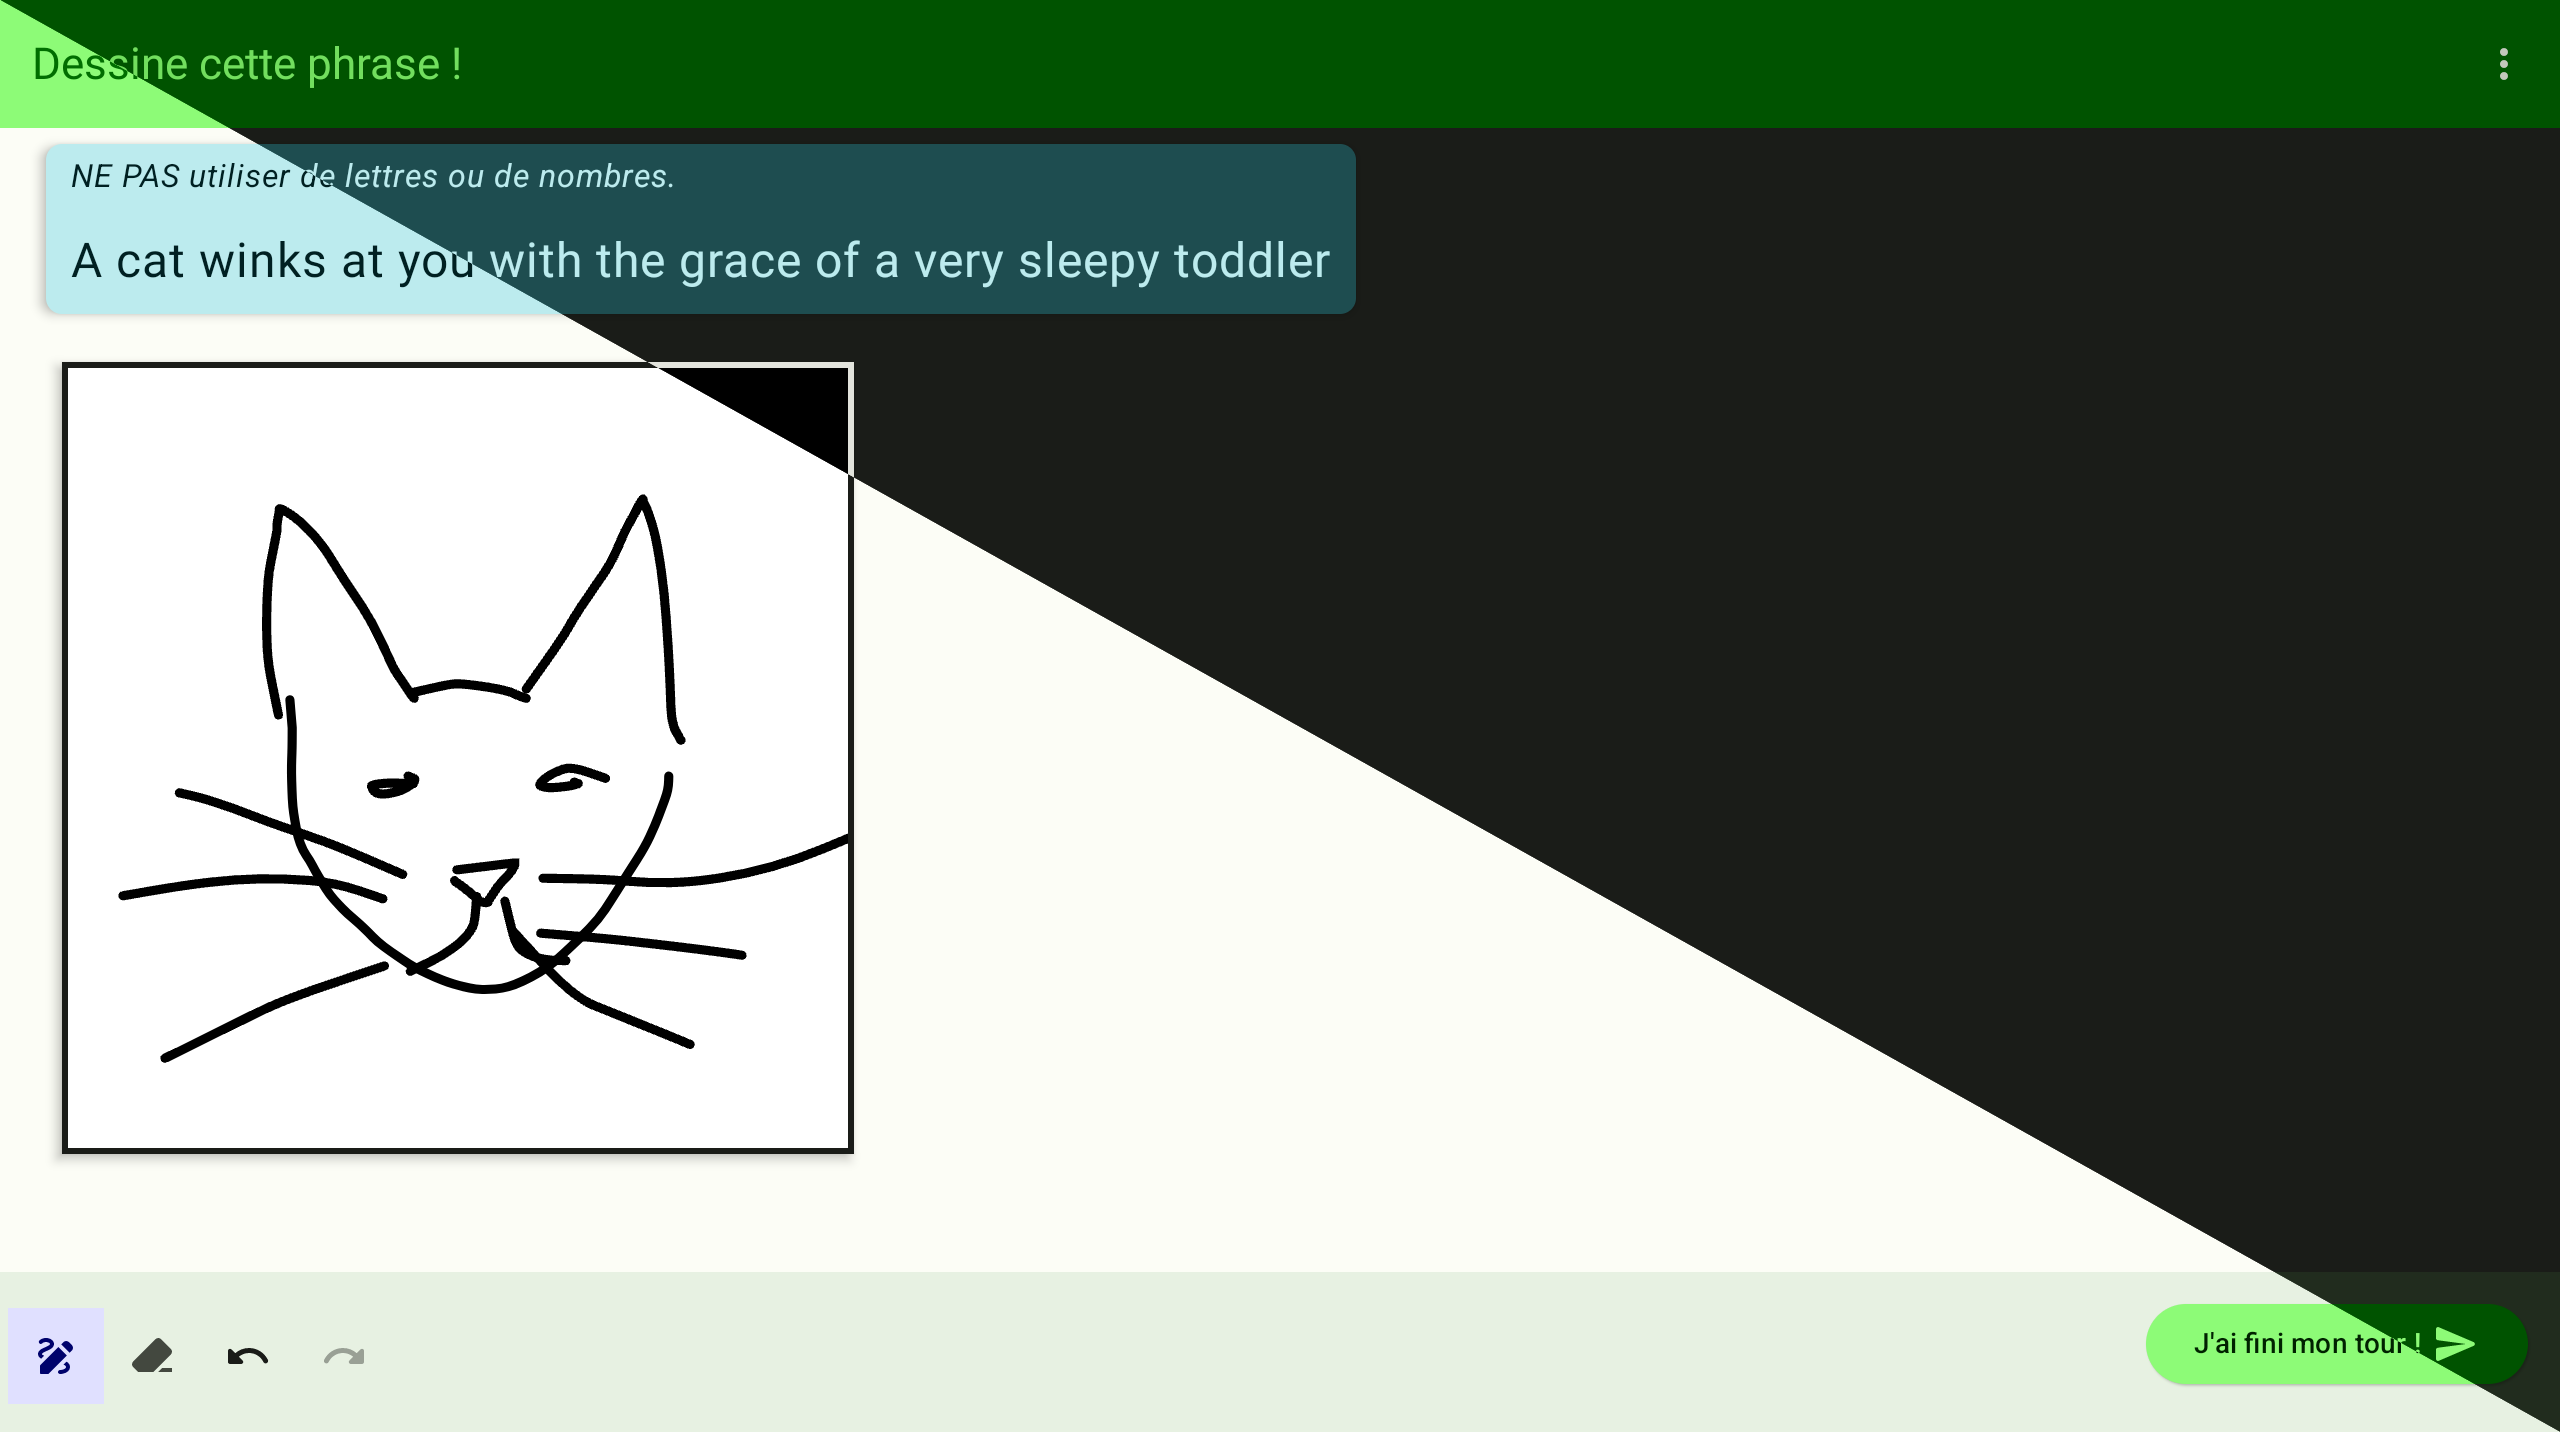 Dessine cette phrase !
NE PAS utiliser de lettres ou de nombres.
A cat winks at you with the grace of a very sleepy toddler
J'ai fini mon tour !